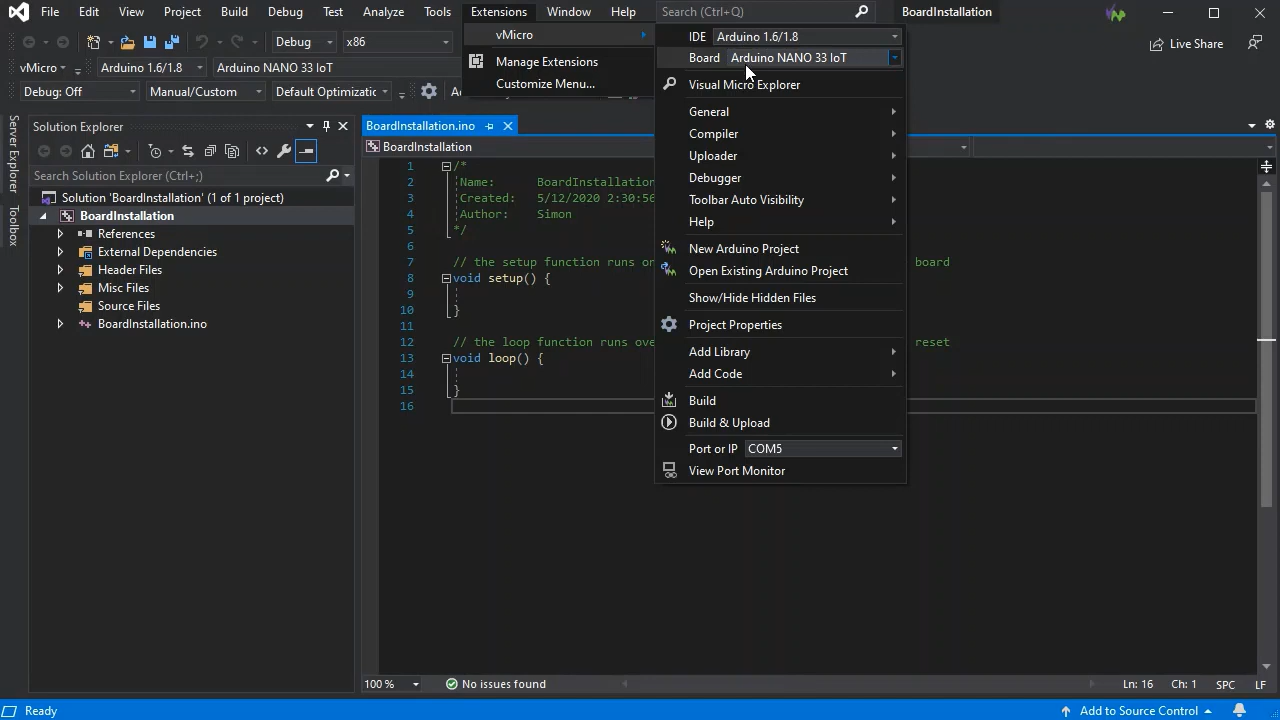 File Edit View Project Build Debug Test Analyze Tools Extensions Window Help Search (Ctrl+Q) BoardInstallation
Debug x86 Live Share
vMicro Arduino 1.6/1.8 Arduino NANO 33 IoT
Debug: Off Manual/Custom Default Optimizatic
vMicro
Manage Extensions
Customize Menu...
IDE Arduino 1.6/1.8
Board Arduino NANO 33 IoT
Visual Micro Explorer
General
Compiler
Uploader
Debugger
Toolbar Auto Visibility
Help
New Arduino Project
Open Existing Arduino Project
Show/Hide Hidden Files
Project Properties
Add Library
Add Code
Build
Build & Upload
Port or IP COM5
View Port Monitor
Server Explorer
Toolbox
Solution Explorer
Search Solution Explorer (Ctrl+;)
Solution 'BoardInstallation' (1 of 1 project)
BoardInstallation
References
External Dependencies
Header Files
Misc Files
Source Files
BoardInstallation.ino
BoardInstallation.ino
BoardInstallation
1 /*
2 Name: BoardInstallation
3 Created: 5/12/2020 2:30:56
4 Author: Simon
5 */
6
7 // the setup function runs on board
8 void setup() {
9
10 }
11
12 // the loop function runs ove reset
13 void loop() {
14
15 }
16
100 % No issues found Ln: 16 Ch: 1 SPC LF
Ready Add to Source Control